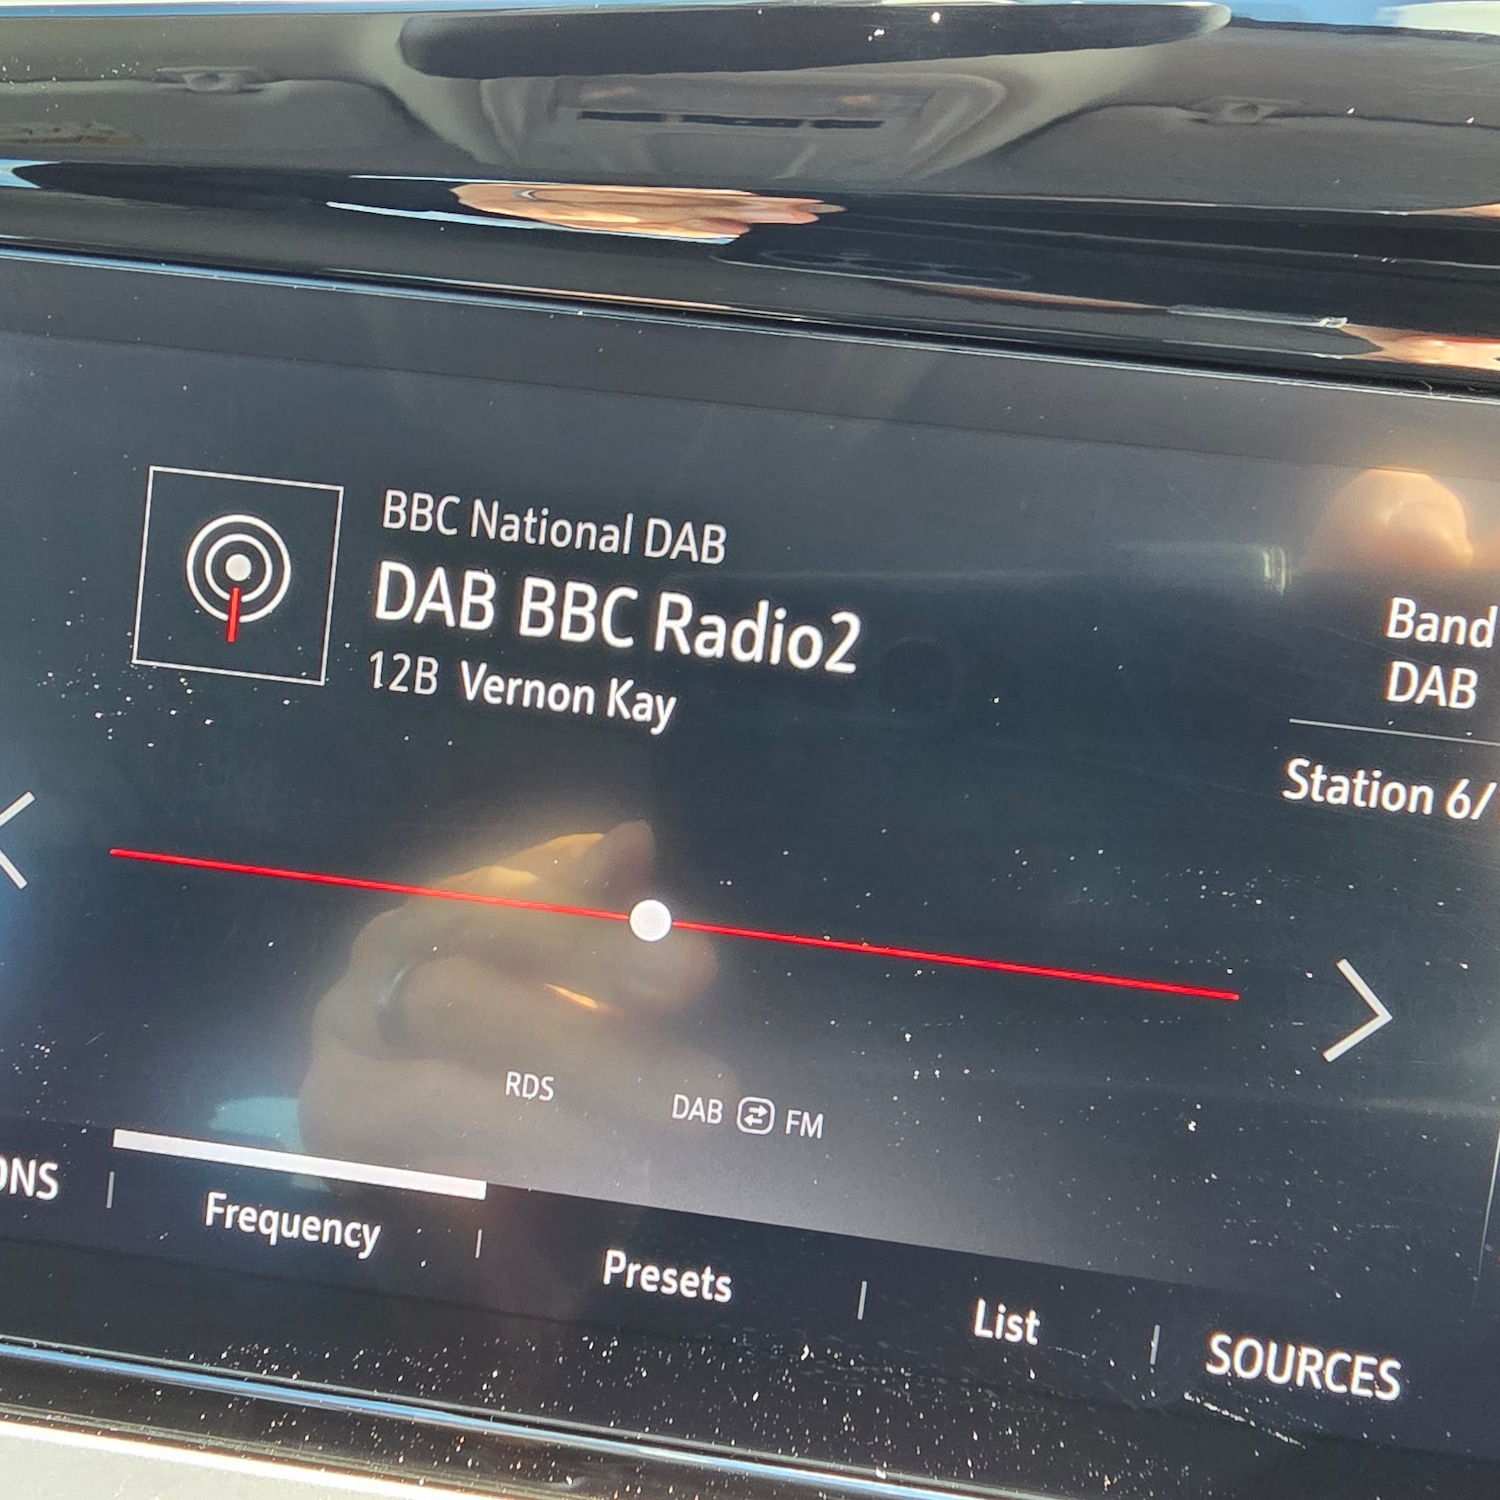 BBC National DAB
DAB BBC Radio2
12B Vernon Kay
Band
DAB
Station 6/
RDS
DAB FM
ONS
Frequency
Presets
List
SOURCES